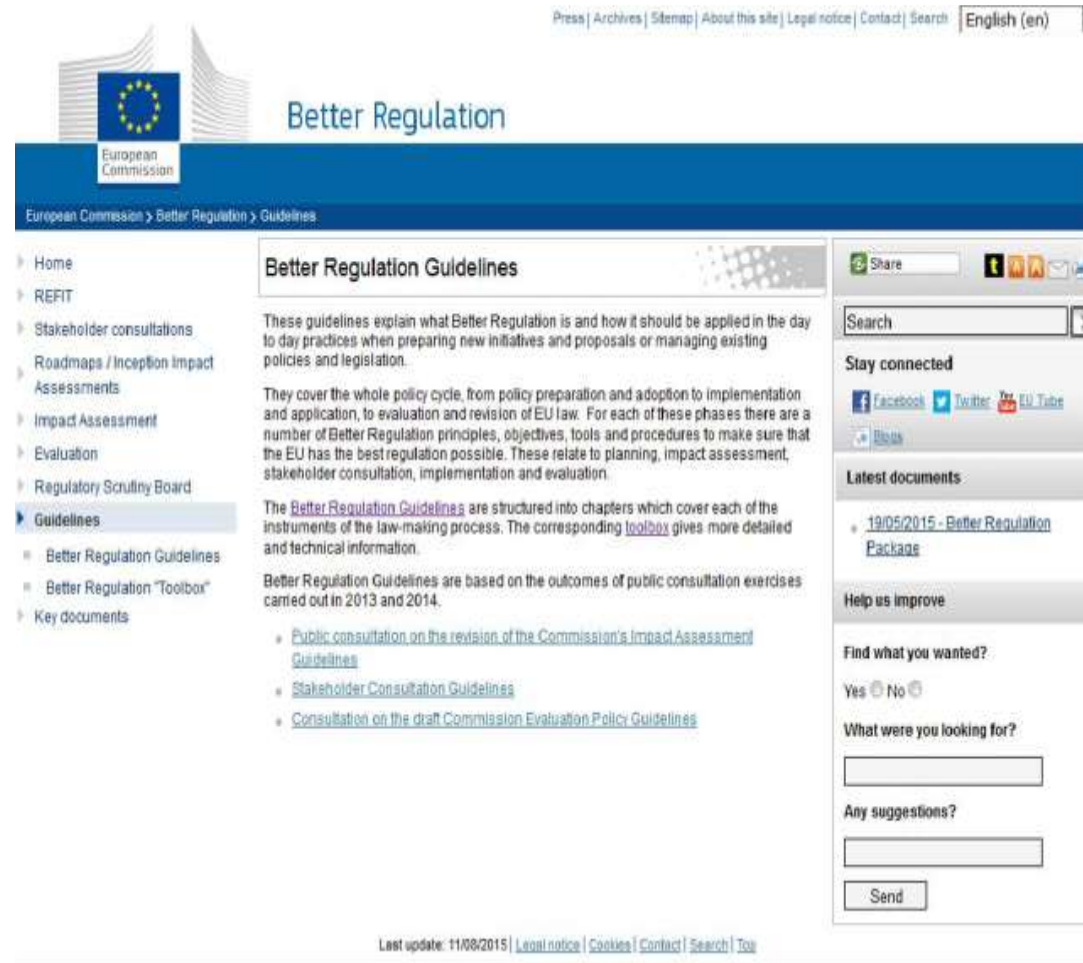 Press | Archives | Sitemap | About this site | Legal notice | Contact | Search English (en)
Better Regulation
European
Commission
European Commission > Better Regulation > Guidelines
Home
REFIT
Stakeholder consultations
Roadmaps / Inception Impact
Assessments
Impact Assessment
Evaluation
Regulatory Scrutiny Board
Guidelines
Better Regulation Guidelines
Better Regulation "Toolbox"
Key documents
Better Regulation Guidelines
These guidelines explain what Better Regulation is and how it should be applied in the day
to day practices when preparing new initiatives and proposals or managing existing
policies and legislation.
They cover the whole policy cycle, from policy preparation and adoption to implementation
and application, to evaluation and revision of EU law. For each of these phases there are a
number of Better Regulation principles, objectives, tools and procedures to make sure that
the EU has the best regulation possible. These relate to planning, impact assessment,
stakeholder consultation, implementation and evaluation.
The Better Regulation Guidelines are structured into chapters which cover each of the
instruments of the law-making process. The corresponding toolbox gives more detailed
and technical information.
Better Regulation Guidelines are based on the outcomes of public consultation exercises
carried out in 2013 and 2014.
Public consultation on the revision of the Commission's Impact Assessment
Guidelines
Stakeholder Consultation Guidelines
Consultation on the draft Commission Evaluation Policy Guidelines
Share
t A A
Search
Stay connected
Facebook Twitter You Tube EU Tube
Blogs
Latest documents
19/05/2015 - Better Regulation
Package
Help us improve
Find what you wanted?
Yes No
What were you looking for?
Any suggestions?
Send
Last update: 11/08/2015 | Legal notice | Cookies | Contact | Search | Top